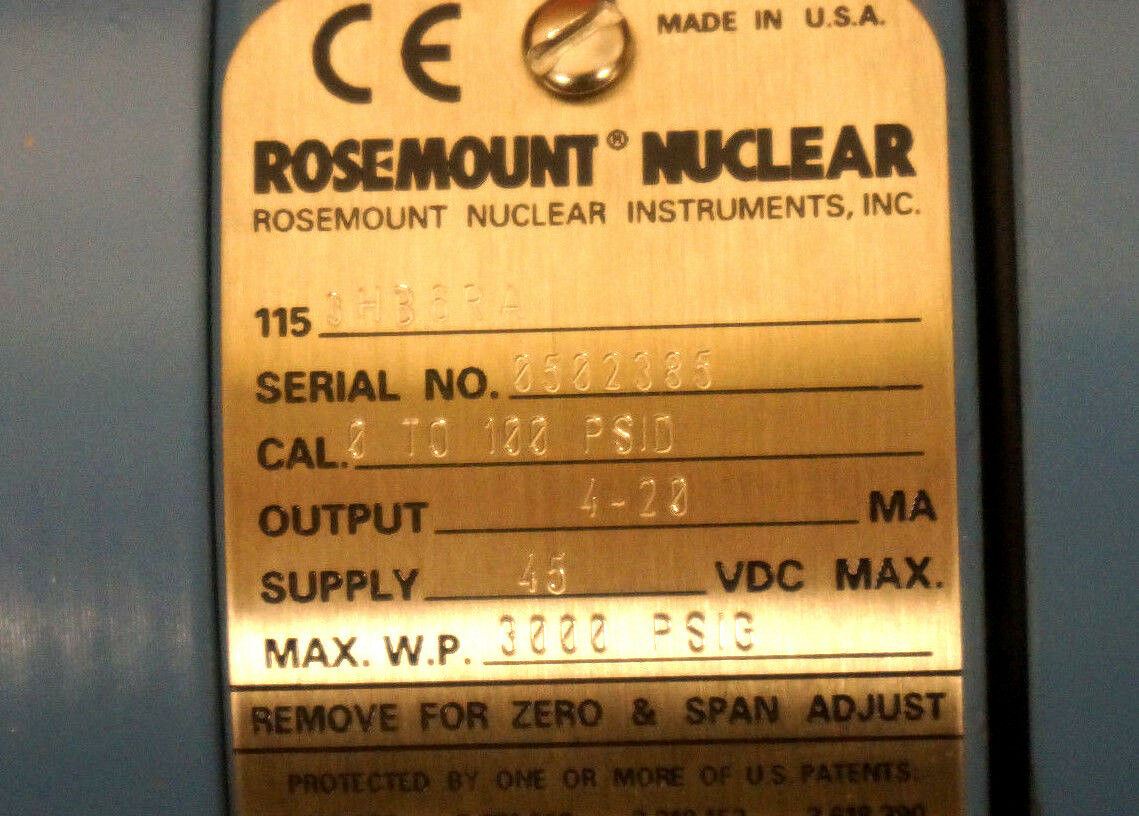 CE
MADE IN U.S.A.
ROSEMOUNT® NUCLEAR
ROSEMOUNT NUCLEAR INSTRUMENTS, INC.
115 3HB6RA
SERIAL NO. 0502385
CAL. 0 TO 100 PSID
OUTPUT 4-20 MA
SUPPLY 45 VDC MAX.
MAX. W.P. 3000 PSIG
REMOVE FOR ZERO & SPAN ADJUST
PROTECTED BY ONE OR MORE OF U.S. PATENTS: